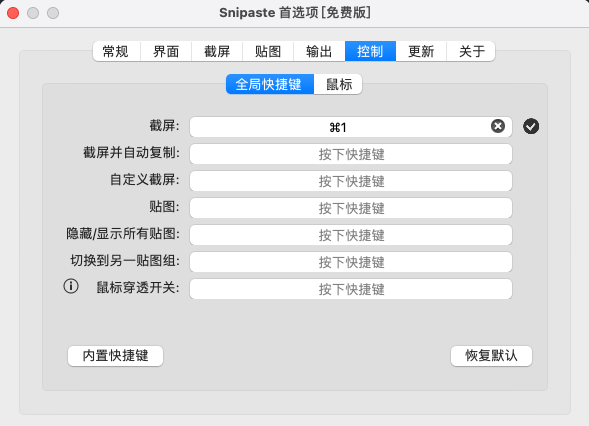 Snipaste 首选项[免费版]
常规 界面 截屏 贴图 输出 控制 更新 关于
全局快捷键 鼠标
截屏: ⌘1
截屏并自动复制: 按下快捷键
自定义截屏: 按下快捷键
贴图: 按下快捷键
隐藏/显示所有贴图: 按下快捷键
切换到另一贴图组: 按下快捷键
鼠标穿透开关: 按下快捷键
内置快捷键 恢复默认